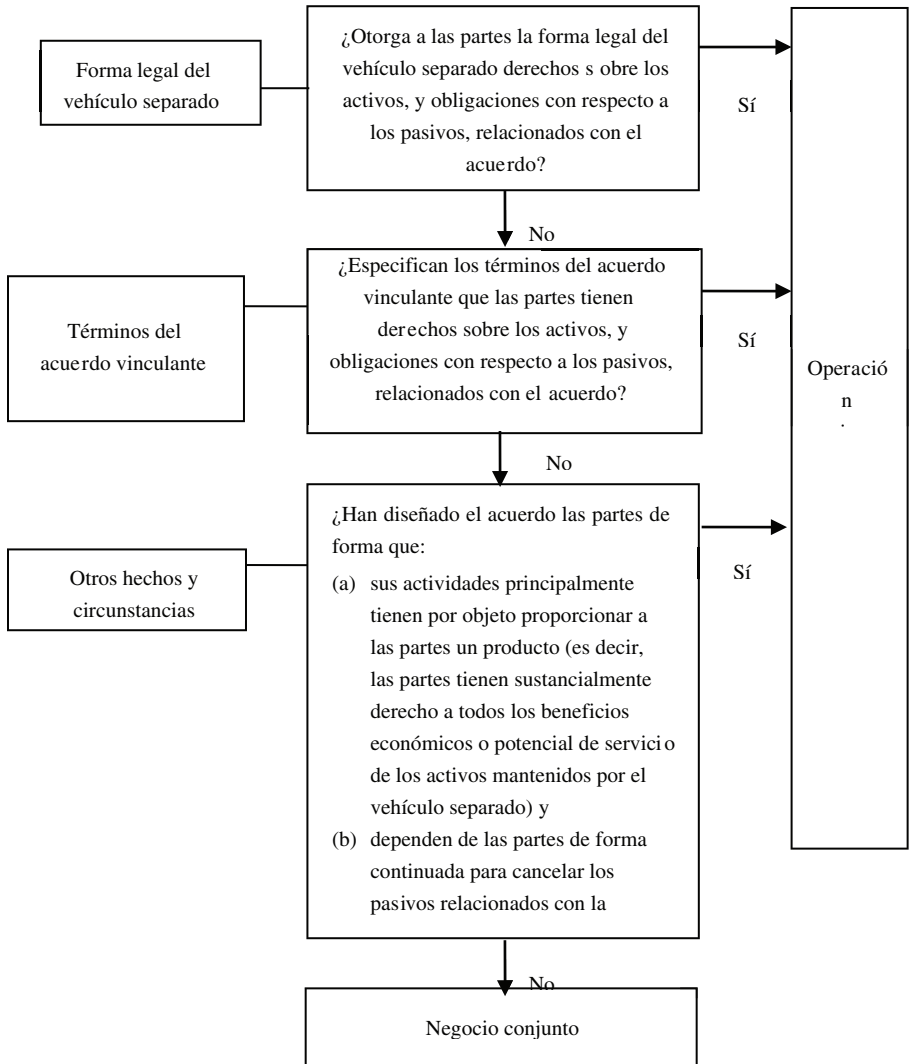 Forma legal del
vehículo separado
¿Otorga a las partes la forma legal del
vehículo separado derechos s obre los
activos, y obligaciones con respecto a
los pasivos, relacionados con el
acuerdo?
Sí
No
Términos del
acuerdo vinculante
¿Especifican los términos del acuerdo
vinculante que las partes tienen
derechos sobre los activos, y
obligaciones con respecto a los pasivos,
relacionados con el acuerdo?
Sí
Operació
n
No
Otros hechos y
circunstancias
¿Han diseñado el acuerdo las partes de
forma que:
(a) sus actividades principalmente
tienen por objeto proporcionar a
las partes un producto (es decir,
las partes tienen sustancialmente
derecho a todos los beneficios
económicos o potencial de servicio
de los activos mantenidos por el
vehículo separado) y
(b) dependen de las partes de forma
continuada para cancelar los
pasivos relacionados con la
Sí
No
Negocio conjunto